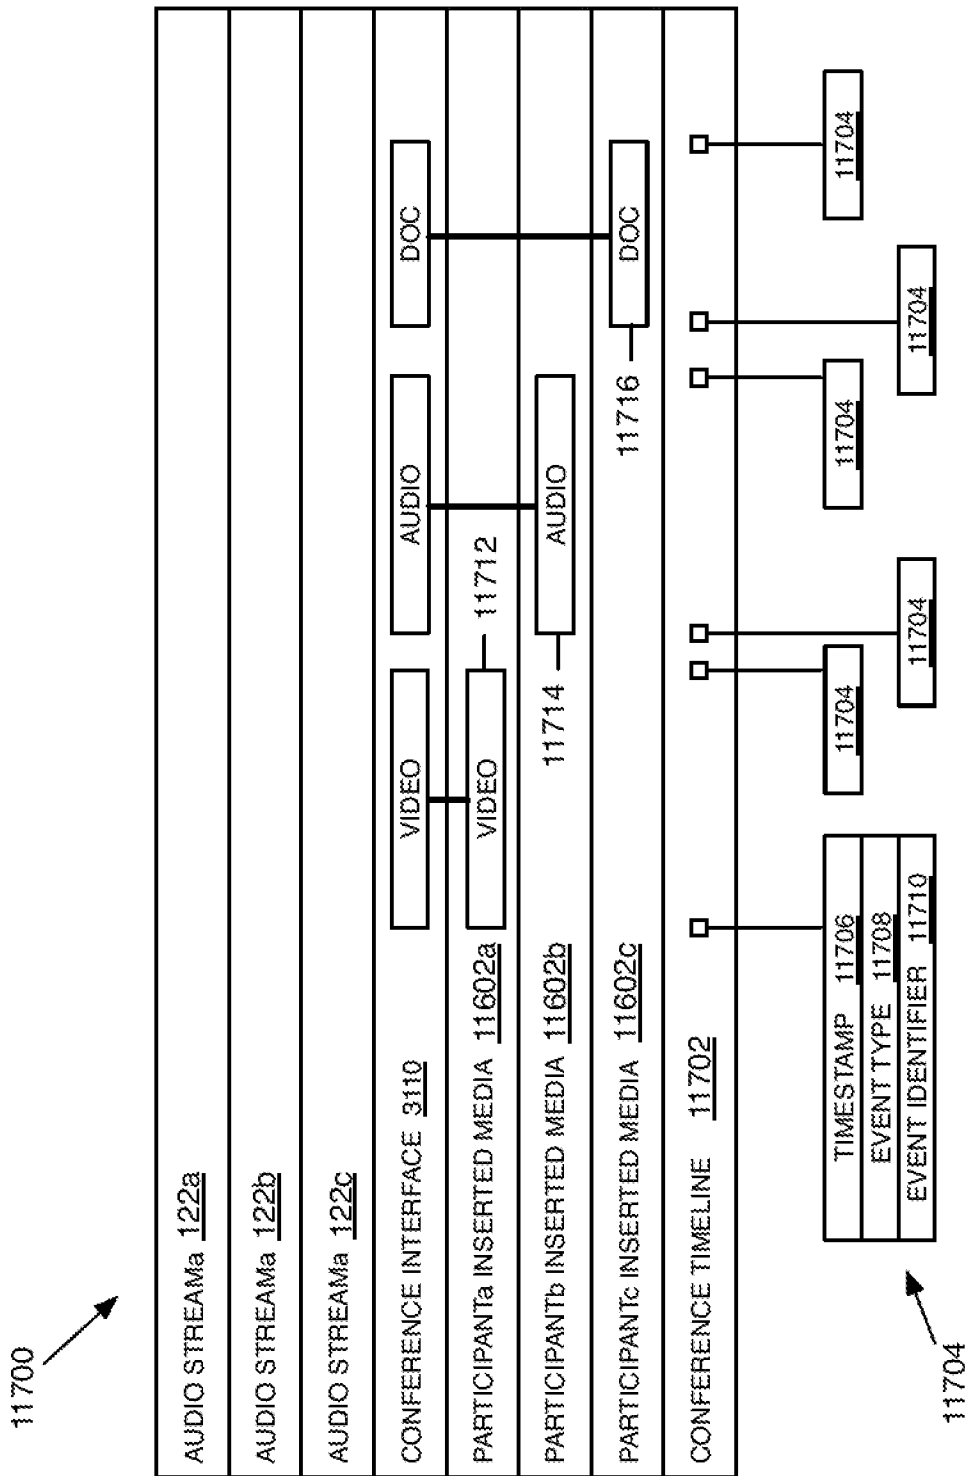 11700
AUDIO STREAMa 122a
AUDIO STREAMa 122b
AUDIO STREAMa 122c
CONFERENCE INTERFACE 3110
VIDEO
AUDIO
DOC
PARTICIPANTa INSERTED MEDIA 11602a
VIDEO
11712
PARTICIPANTb INSERTED MEDIA 11602b
11714
AUDIO
PARTICIPANTc INSERTED MEDIA 11602c
11716
DOC
CONFERENCE TIMELINE 11702
TIMESTAMP 11706
EVENT TYPE 11708
EVENT IDENTIFIER 11710
11704
11704
11704
11704
11704
11704